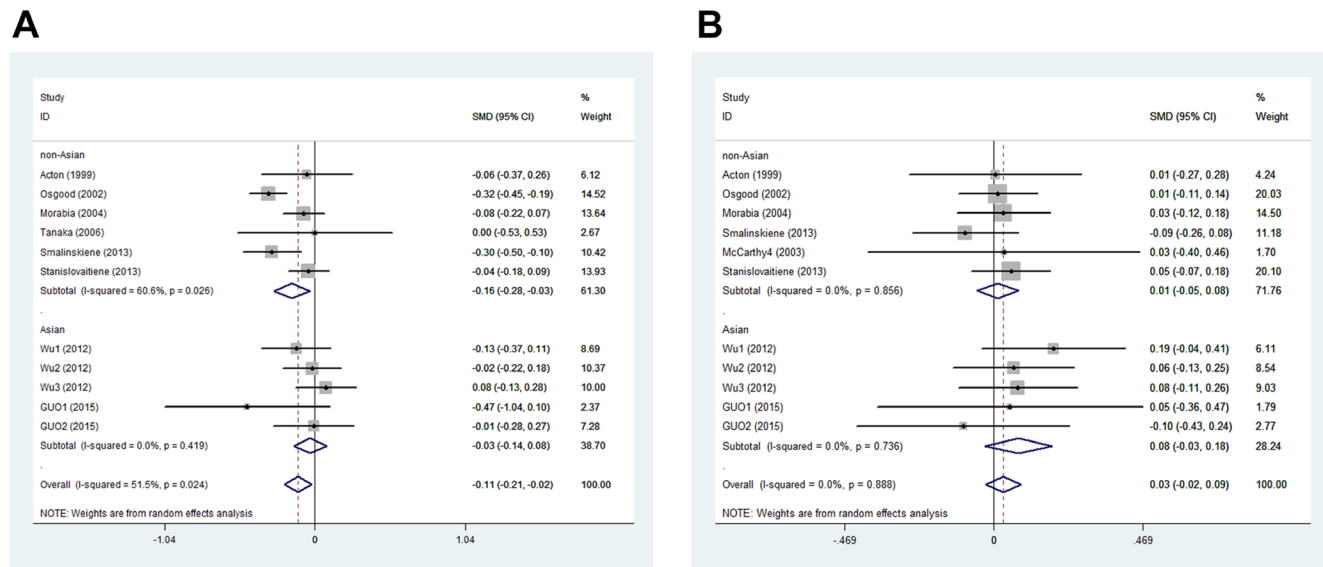 A
Study %
ID SMD (95% CI) Weight
non-Asian
Acton (1999) -0.06 (-0.37, 0.26) 6.12
Osgood (2002) -0.32 (-0.45, -0.19) 14.52
Morabia (2004) -0.08 (-0.22, 0.07) 13.64
Tanaka (2006) 0.00 (-0.53, 0.53) 2.67
Smalinskiene (2013) -0.30 (-0.50, -0.10) 10.42
Stanislovaitiene (2013) -0.04 (-0.18, 0.09) 13.93
Subtotal (I-squared = 60.6%, p = 0.026) -0.16 (-0.28, -0.03) 61.30
.
Asian
Wu1 (2012) -0.13 (-0.37, 0.11) 8.69
Wu2 (2012) -0.02 (-0.22, 0.18) 10.37
Wu3 (2012) 0.08 (-0.13, 0.28) 10.00
GUO1 (2015) -0.47 (-1.04, 0.10) 2.37
GUO2 (2015) -0.01 (-0.28, 0.27) 7.28
Subtotal (I-squared = 0.0%, p = 0.419) -0.03 (-0.14, 0.08) 38.70
.
Overall (I-squared = 51.5%, p = 0.024) -0.11 (-0.21, -0.02) 100.00
NOTE: Weights are from random effects analysis
-1.04 0 1.04
B
Study %
ID SMD (95% CI) Weight
non-Asian
Acton (1999) 0.01 (-0.27, 0.28) 4.24
Osgood (2002) 0.01 (-0.11, 0.14) 20.03
Morabia (2004) 0.03 (-0.12, 0.18) 14.50
Smalinskiene (2013) -0.09 (-0.26, 0.08) 11.18
McCarthy4 (2003) 0.03 (-0.40, 0.46) 1.70
Stanislovaitiene (2013) 0.05 (-0.07, 0.18) 20.10
Subtotal (I-squared = 0.0%, p = 0.856) 0.01 (-0.05, 0.08) 71.76
.
Asian
Wu1 (2012) 0.19 (-0.04, 0.41) 6.11
Wu2 (2012) 0.06 (-0.13, 0.25) 8.54
Wu3 (2012) 0.08 (-0.11, 0.26) 9.03
GUO1 (2015) 0.05 (-0.36, 0.47) 1.79
GUO2 (2015) -0.10 (-0.43, 0.24) 2.77
Subtotal (I-squared = 0.0%, p = 0.736) 0.08 (-0.03, 0.18) 28.24
.
Overall (I-squared = 0.0%, p = 0.888) 0.03 (-0.02, 0.09) 100.00
NOTE: Weights are from random effects analysis
-.469 0 .469